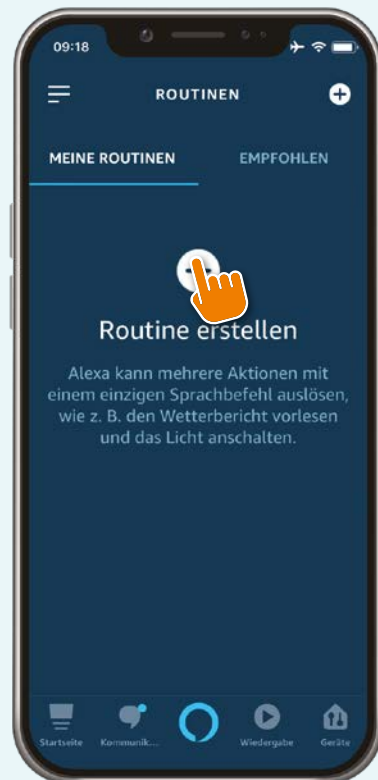 09:18
ROUTINEN
MEINE ROUTINEN EMPFOHLEN
Routine erstellen
Alexa kann mehrere Aktionen mit
einem einzigen Sprachbefehl auslösen,
wie z. B. den Wetterbericht vorlesen
und das Licht anschalten.
Startseite Kommunik... Wiedergabe Geräte